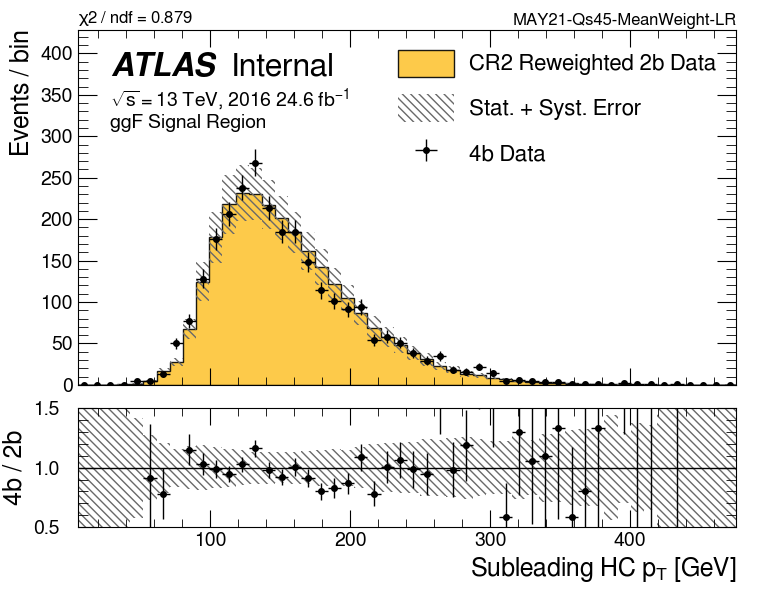 χ2 / ndf = 0.879
MAY21-Qs45-MeanWeight-LR
Events / bin
400
350
300
250
200
150
100
50
0
ATLAS Internal
√s = 13 TeV, 2016 24.6 fb⁻¹
ggF Signal Region
CR2 Reweighted 2b Data
Stat. + Syst. Error
4b Data
4b / 2b
1.5
1.0
0.5
100 200 300 400
Subleading HC pT [GeV]